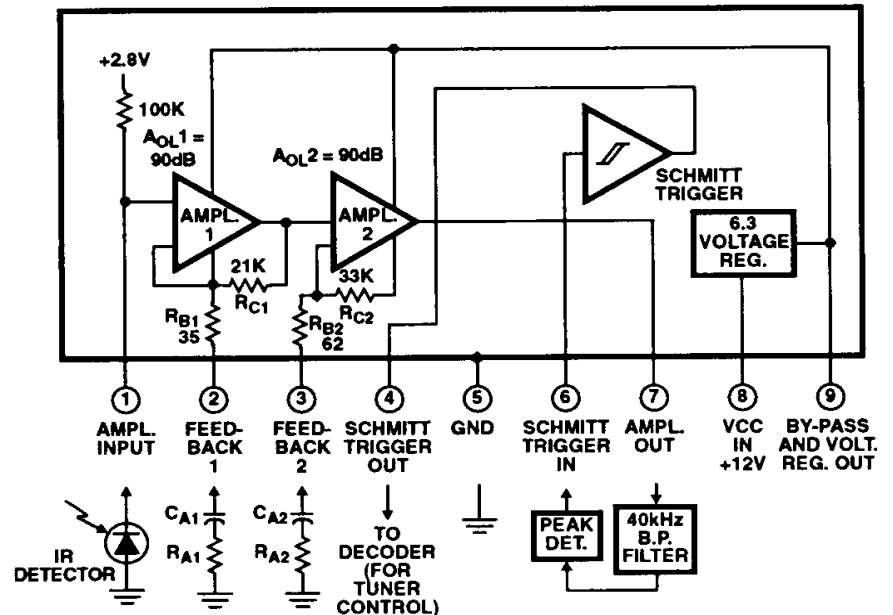 +2.8V
100K
AOL1 =
90dB
AOL2 = 90dB
AMPL.
1
AMPL.
2
SCHMITT
TRIGGER
6.3
VOLTAGE
REG.
21K
RC1
33K
RC2
RB1
35
RB2
62
1
2
3
4
5
6
7
8
9
AMPL.
INPUT
FEED-
BACK
1
FEED-
BACK
2
SCHMITT
TRIGGER
OUT
GND
SCHMITT
TRIGGER
IN
AMPL.
OUT
VCC
IN
+12V
BY-PASS
AND VOLT.
REG. OUT
IR
DETECTOR
CA1
RA1
CA2
RA2
TO
DECODER
(FOR
TUNER
CONTROL)
PEAK
DET.
40kHz
B.P.
FILTER